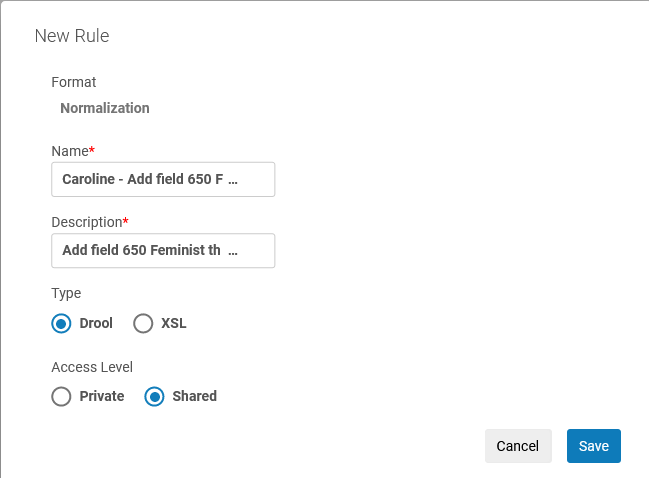 New Rule
Format
Normalization
Name*
Caroline - Add field 650 F ...
Description*
Add field 650 Feminist th ...
Type
Drool XSL
Access Level
Private Shared
Cancel Save